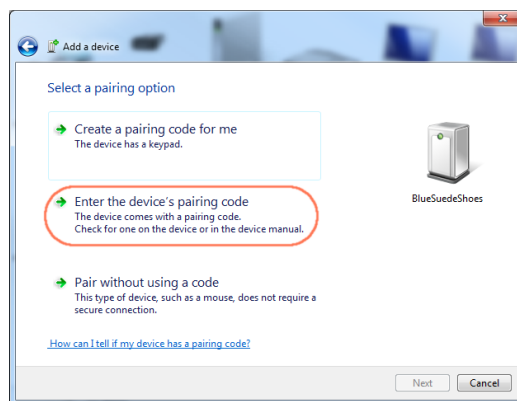 Add a device
Select a pairing option
Create a pairing code for me
The device has a keypad.
Enter the device's pairing code
The device comes with a pairing code.
Check for one on the device or in the device manual.
BlueSuedeShoes
Pair without using a code
This type of device, such as a mouse, does not require a
secure connection.
How can I tell if my device has a pairing code?
Next
Cancel